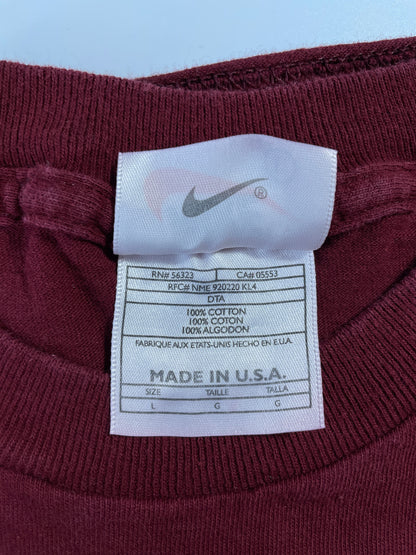 ®
RN# 56323 CA# 05553
RFC# NME 920220 KL4
DTA
100% COTTON
100% COTON
100% ALGODON
FABRIQUE AUX ETATS-UNIS HECHO EN E.U.A.
MADE IN U.S.A.
SIZE TAILLE TALLA
L G G